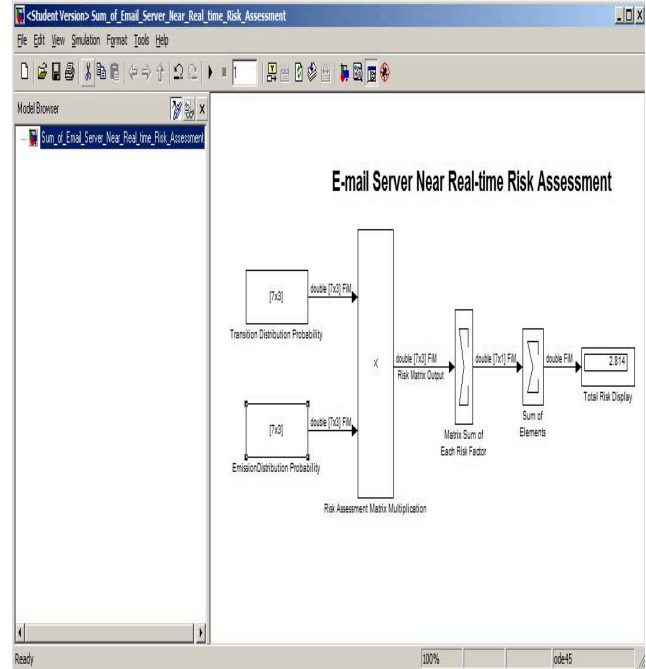 <Student Version> Sum_of_Email_Server_Near_Real_time_Risk_Assessment
File Edit View Simulation Format Tools Help
1
Model Browser
Sum_of_Email_Server_Near_Real_time_Risk_Assessment
E-mail Server Near Real-time Risk Assessment
[7x3]
double [7x3] FIM
Transition Distribution Probability
×
double [7x3] FIM
Risk Matrix Output
double [7x1] FIM
double FIM
2.814
Total Risk Display
Sum of
Elements
Matrix Sum of
Each Risk Factor
[7x3]
double [7x3] FIM
EmissionDistribution Probability
Risk Assessment Matrix Multiplication
Ready
100%
ode45